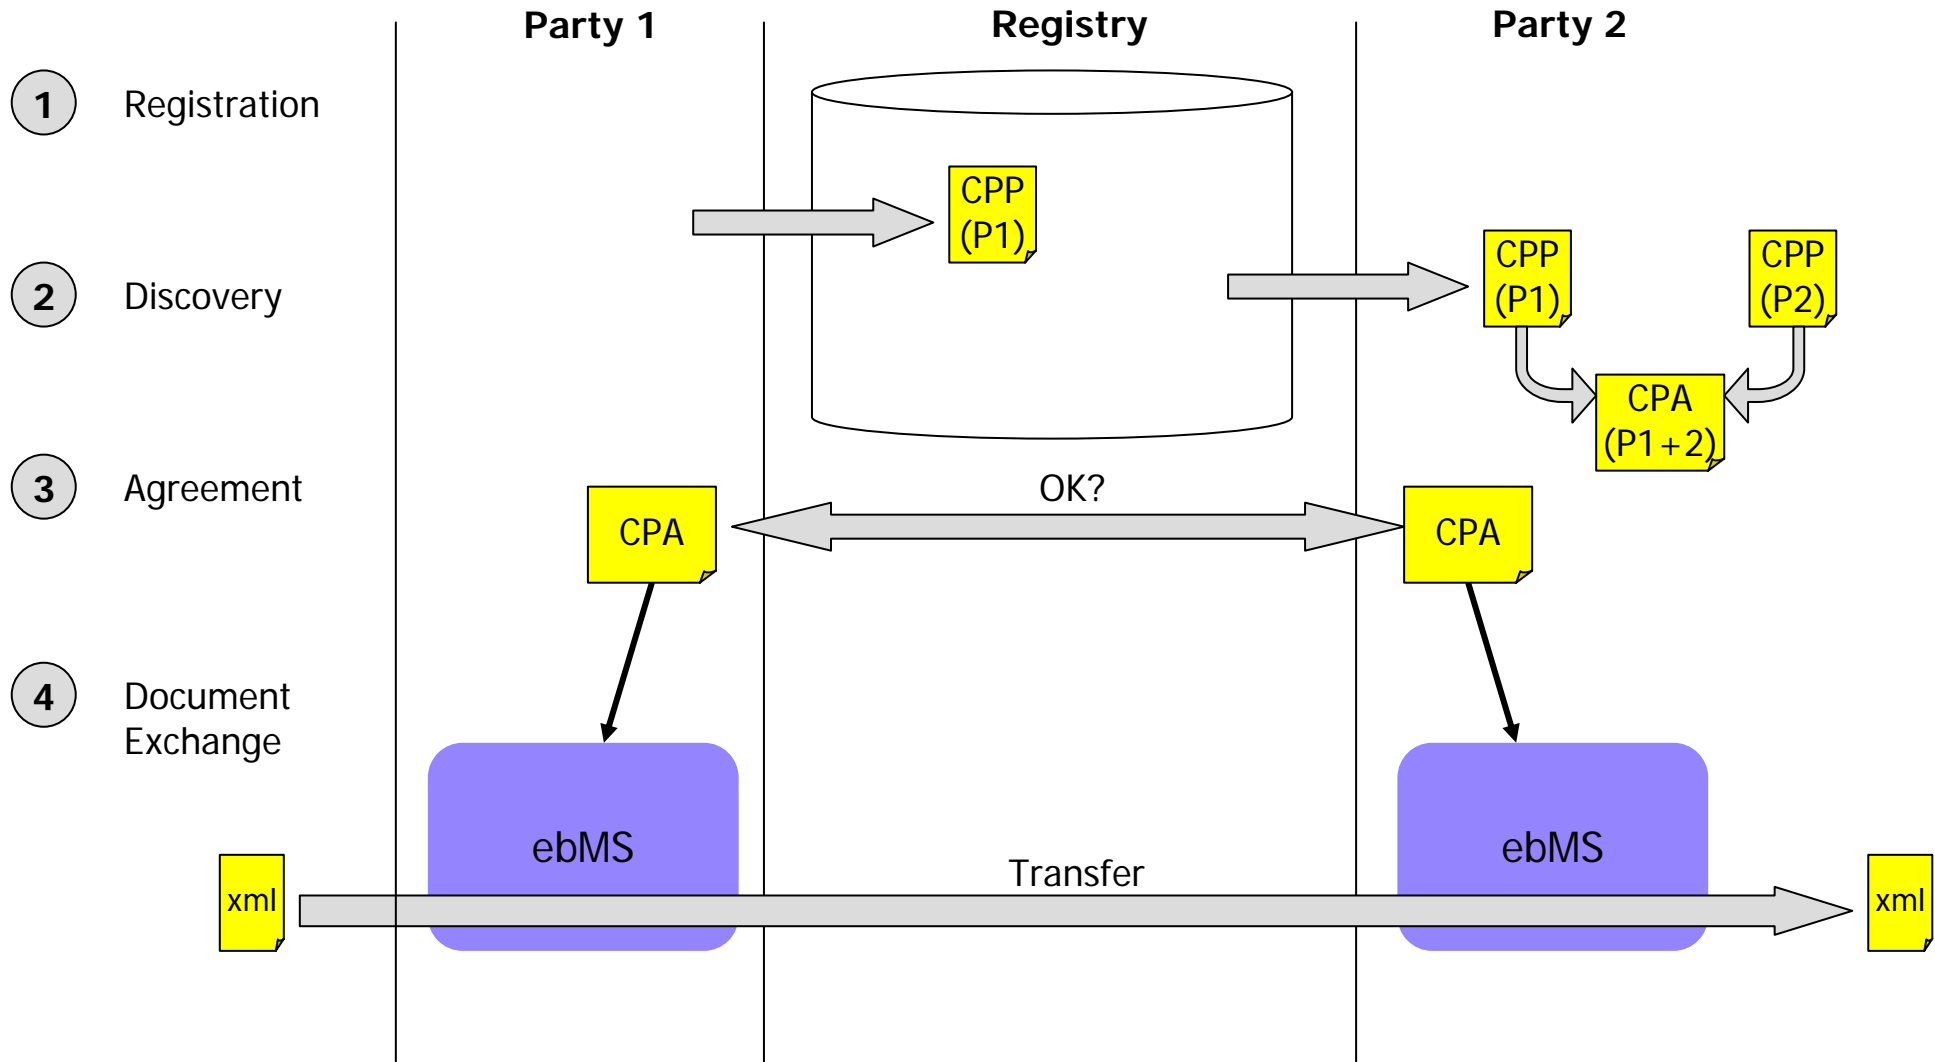 Party 1
Registry
Party 2
1
Registration
CPP
(P1)
2
Discovery
CPP
(P1)
CPP
(P2)
CPA
(P1+2)
3
Agreement
OK?
CPA
CPA
4
Document
Exchange
ebMS
ebMS
Transfer
xml
xml